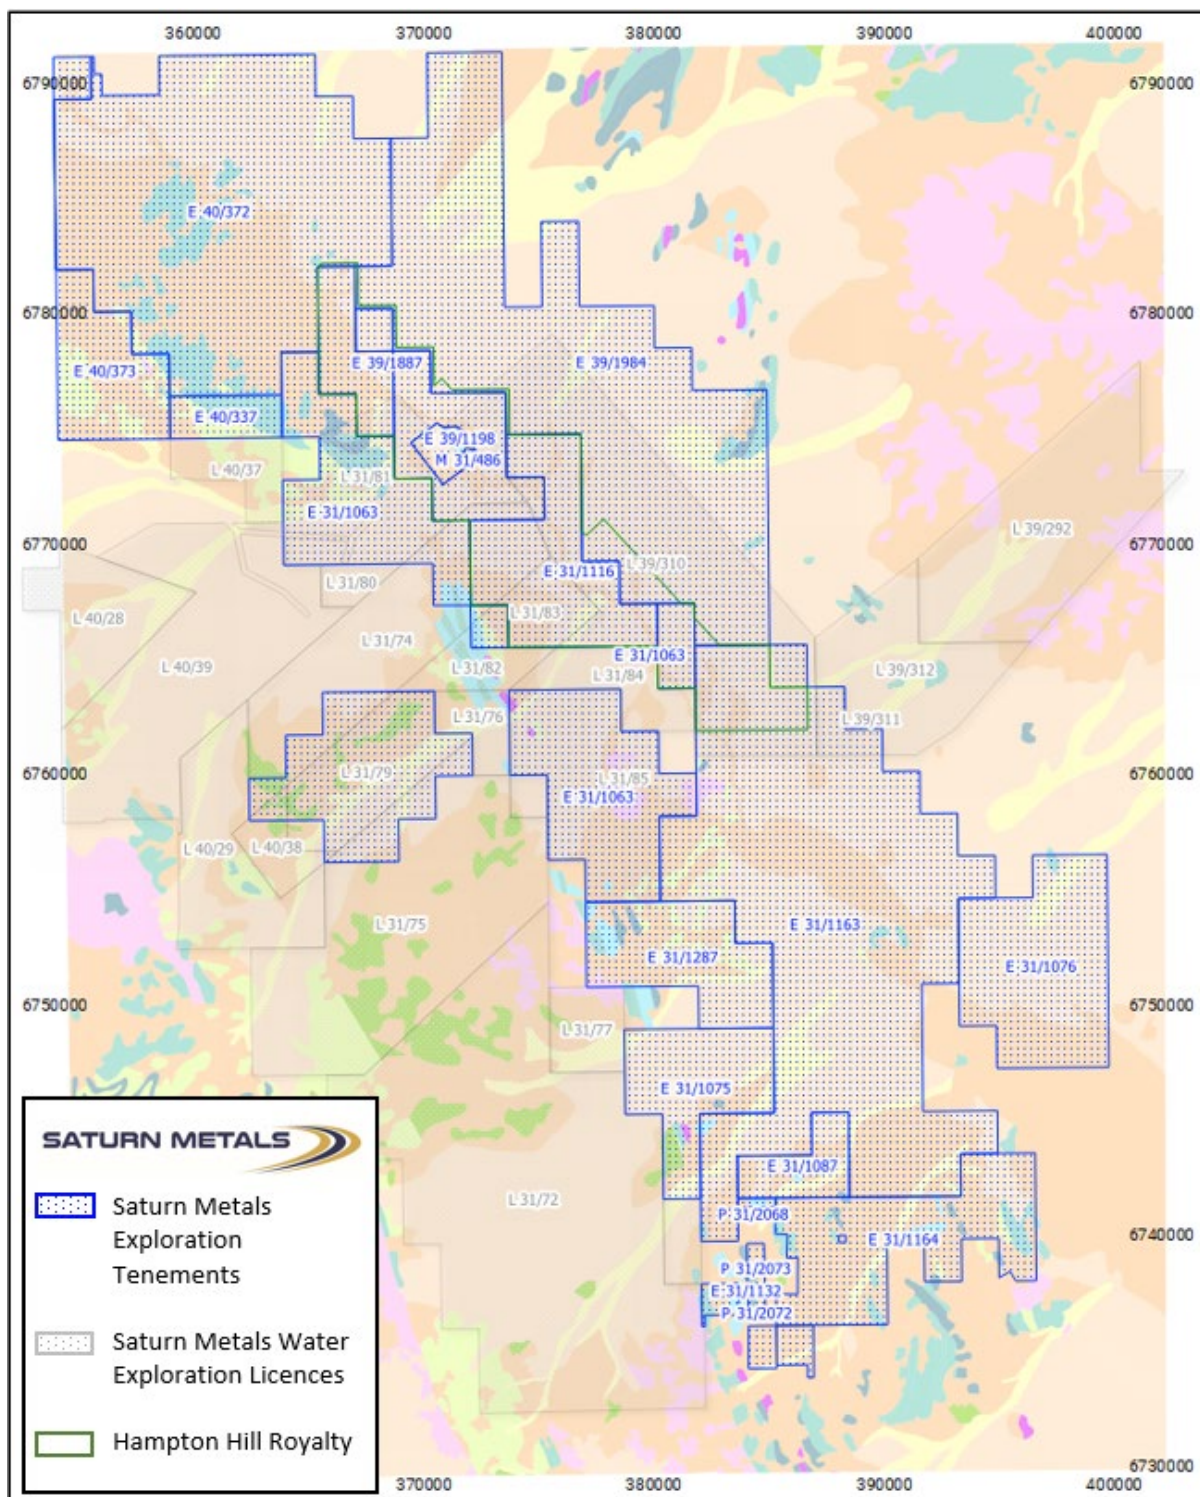 360000 370000 380000 390000 400000
6790000 6790000
E 40/372
6780000 6780000
E 39/1887 E 39/1984
E 40/373
E 40/337
E 39/1198
M 31/486
L 40/37 L 31/81
E 31/1063
L 39/292
6770000 6770000
L 39/310
E 31/1116
L 31/80
L 40/28 L 31/83
L 31/74
E 31/1063
L 40/39 L 31/82 L 31/84 L 39/312
L 31/76 L 39/311
6760000 L 31/79 L 31/85 6760000
E 31/1063
L 40/29 L 40/38
L 31/75 E 31/1163
E 31/1287 E 31/1076
6750000 6750000
L 31/77
E 31/1075
E 31/1087
L 31/72
P 31/2068
6740000
E 31/1164
P 31/2073
E 31/1132
P 31/2072
6730000
370000 380000 390000 400000
SATURN METALS
Saturn Metals
Exploration
Tenements
Saturn Metals Water
Exploration Licences
Hampton Hill Royalty